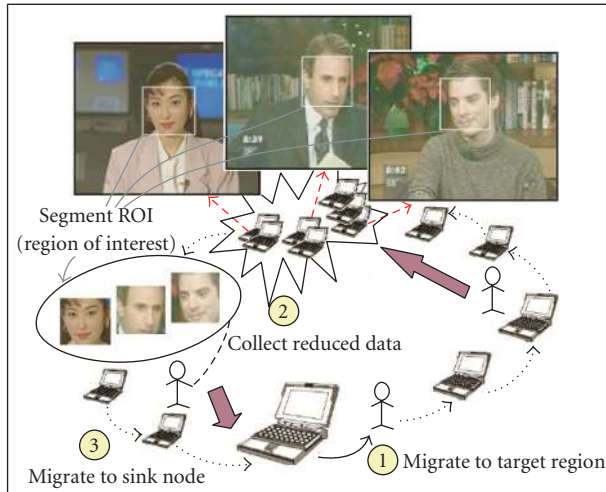 Segment ROI
(region of interest)
2
Collect reduced data
3
Migrate to sink node
1
Migrate to target region